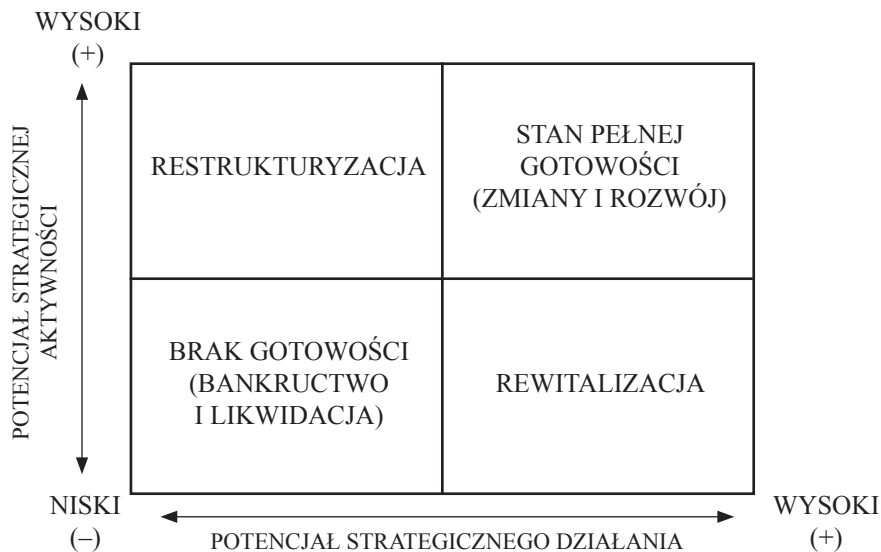 WYSOKI
(+)
POTENCJAŁ STRATEGICZNEJ
AKTYWNOŚCI
RESTRUKTURYZACJA
STAN PEŁNEJ
GOTOWOŚCI
(ZMIANY I ROZWÓJ)
BRAK GOTOWOŚCI
(BANKRUCTWO
I LIKWIDACJA)
REWITALIZACJA
NISKI
(–)
POTENCJAŁ STRATEGICZNEGO DZIAŁANIA
WYSOKI
(+)